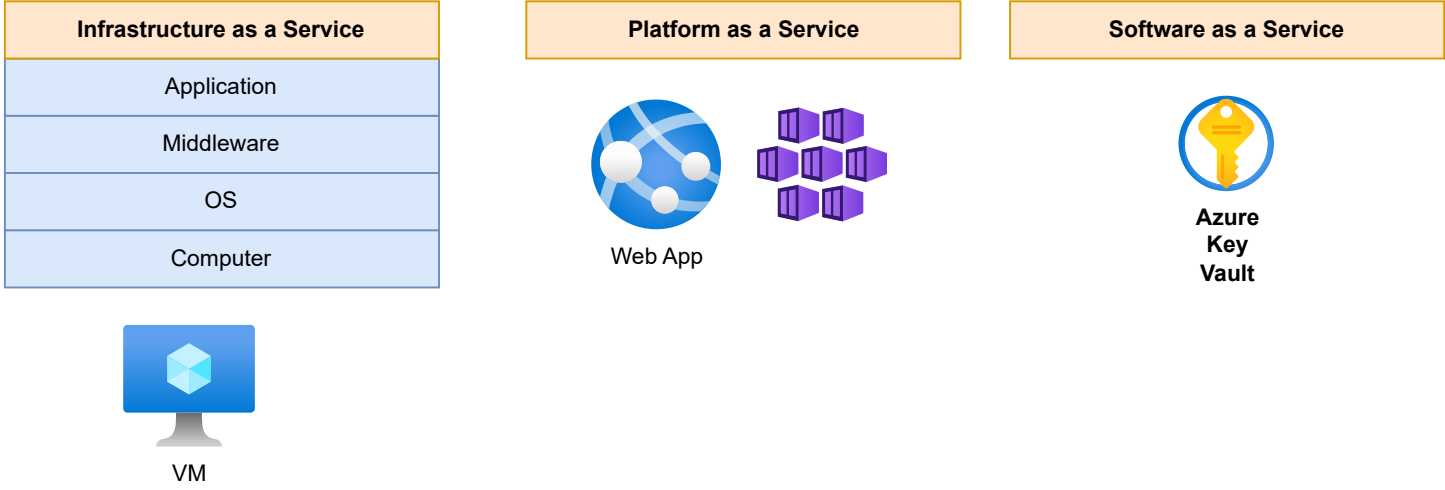 Infrastructure as a Service
Application
Middleware
OS
Computer
VM
Platform as a Service
Web App
Software as a Service
Azure
Key
Vault